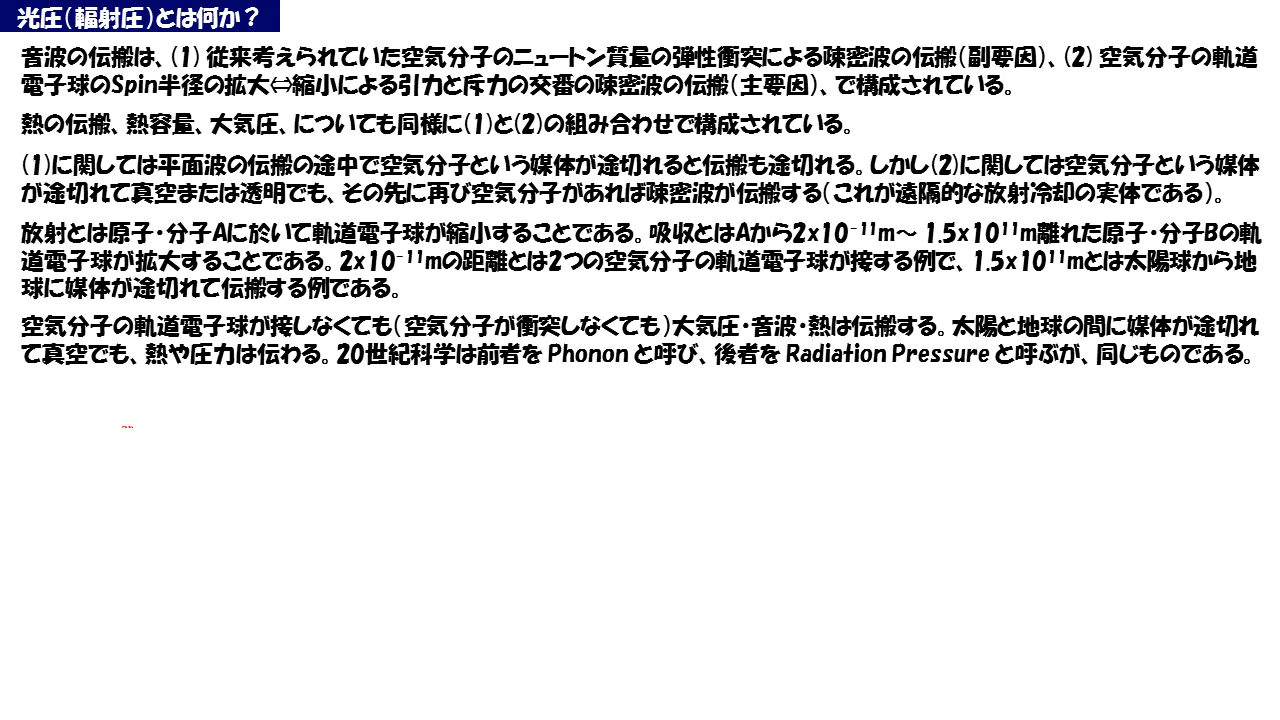 光圧(輻射圧)とは何か？
音波の伝搬は、(1) 従来考えられていた空気分子のニュートン質量の弾性衝突による疎密波の伝搬(副要因)、(2) 空気分子の軌道
電子球のSpin半径の拡大⇔縮小による引力と斥力の交番の疎密波の伝搬(主要因)、で構成されている。
熱の伝搬、熱容量、大気圧、についても同様に(1)と(2)の組み合わせで構成されている。
(1)に関しては平面波の伝搬の途中で空気分子という媒体が途切れると伝搬も途切れる。しかし(2)に関しては空気分子という媒体
が途切れて真空または透明でも、その先に再び空気分子があれば疎密波が伝搬する(これが遠隔的な放射冷却の実体である)。
放射とは原子・分子Aに於いて軌道電子球が縮小することである。吸収とはAから2x10⁻¹¹m～ 1.5x10¹¹m離れた原子・分子Bの軌
道電子球が拡大することである。2x10⁻¹¹mの距離とは2つの空気分子の軌道電子球が接する例で、1.5x10¹¹mとは太陽球から地
球に媒体が途切れて伝搬する例である。
空気分子の軌道電子球が接しなくても(空気分子が衝突しなくても)大気圧・音波・熱は伝搬する。太陽と地球の間に媒体が途切れ
て真空でも、熱や圧力は伝わる。20世紀科学は前者を Phonon と呼び、後者を Radiation Pressure と呼ぶが、同じものである。